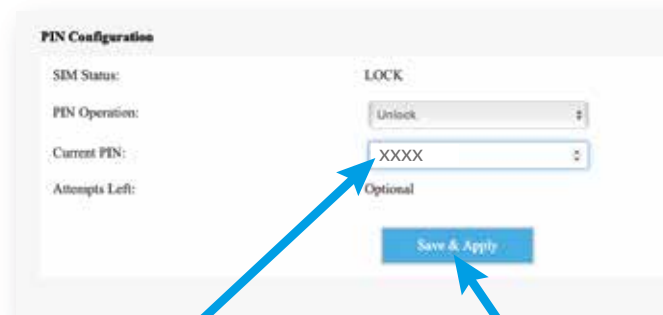 PIN Configuration
SIM Status: LOCK
PIN Operation: Unlock
Current PIN: XXXX
Attempts Left: Optional
Save & Apply